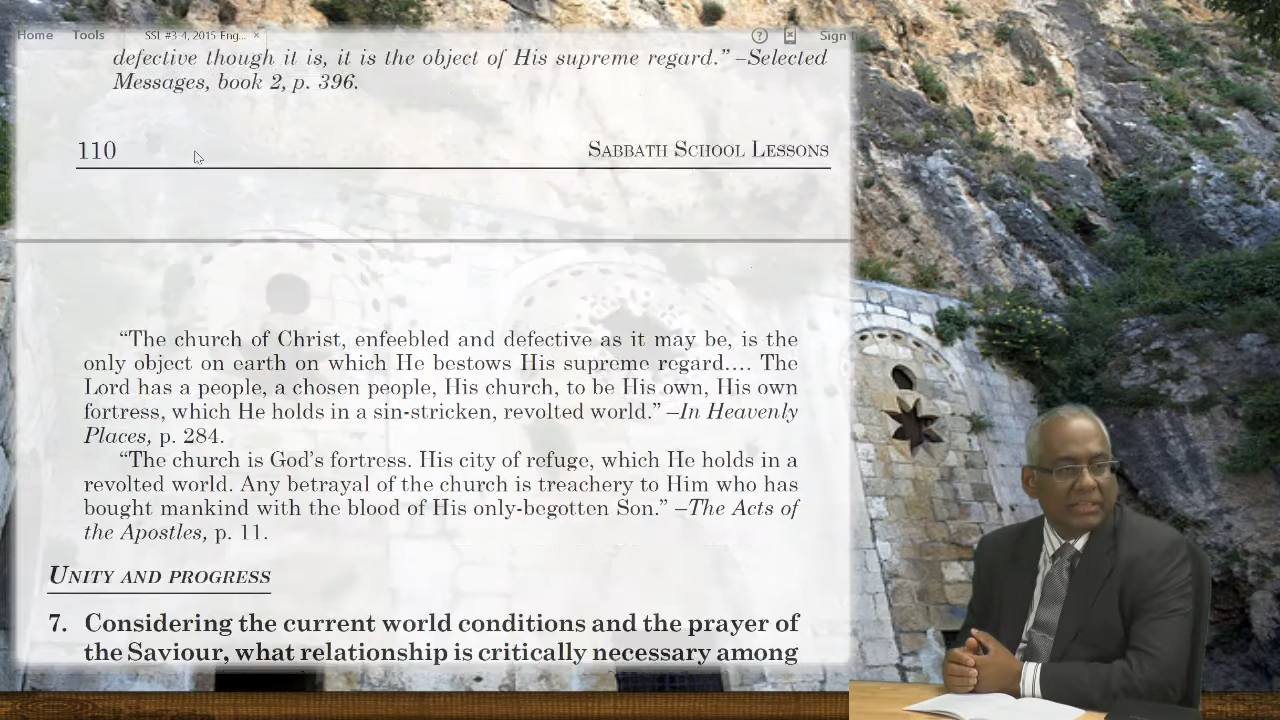 Home Tools SSL #3-4, 2015-Eng... × ? Sign
defective though it is, it is the object of His supreme regard.” –Selected
Messages, book 2, p. 396.
110 SABBATH SCHOOL LESSONS
“The church of Christ, enfeebled and defective as it may be, is the
only object on earth on which He bestows His supreme regard.... The
Lord has a people, a chosen people, His church, to be His own, His own
fortress, which He holds in a sin-stricken, revolted world.” –In Heavenly
Places, p. 284.
“The church is God’s fortress. His city of refuge, which He holds in a
revolted world. Any betrayal of the church is treachery to Him who has
bought mankind with the blood of His only-begotten Son.” –The Acts of
the Apostles, p. 11.
UNITY AND PROGRESS
7. Considering the current world conditions and the prayer of
the Saviour, what relationship is critically necessary among